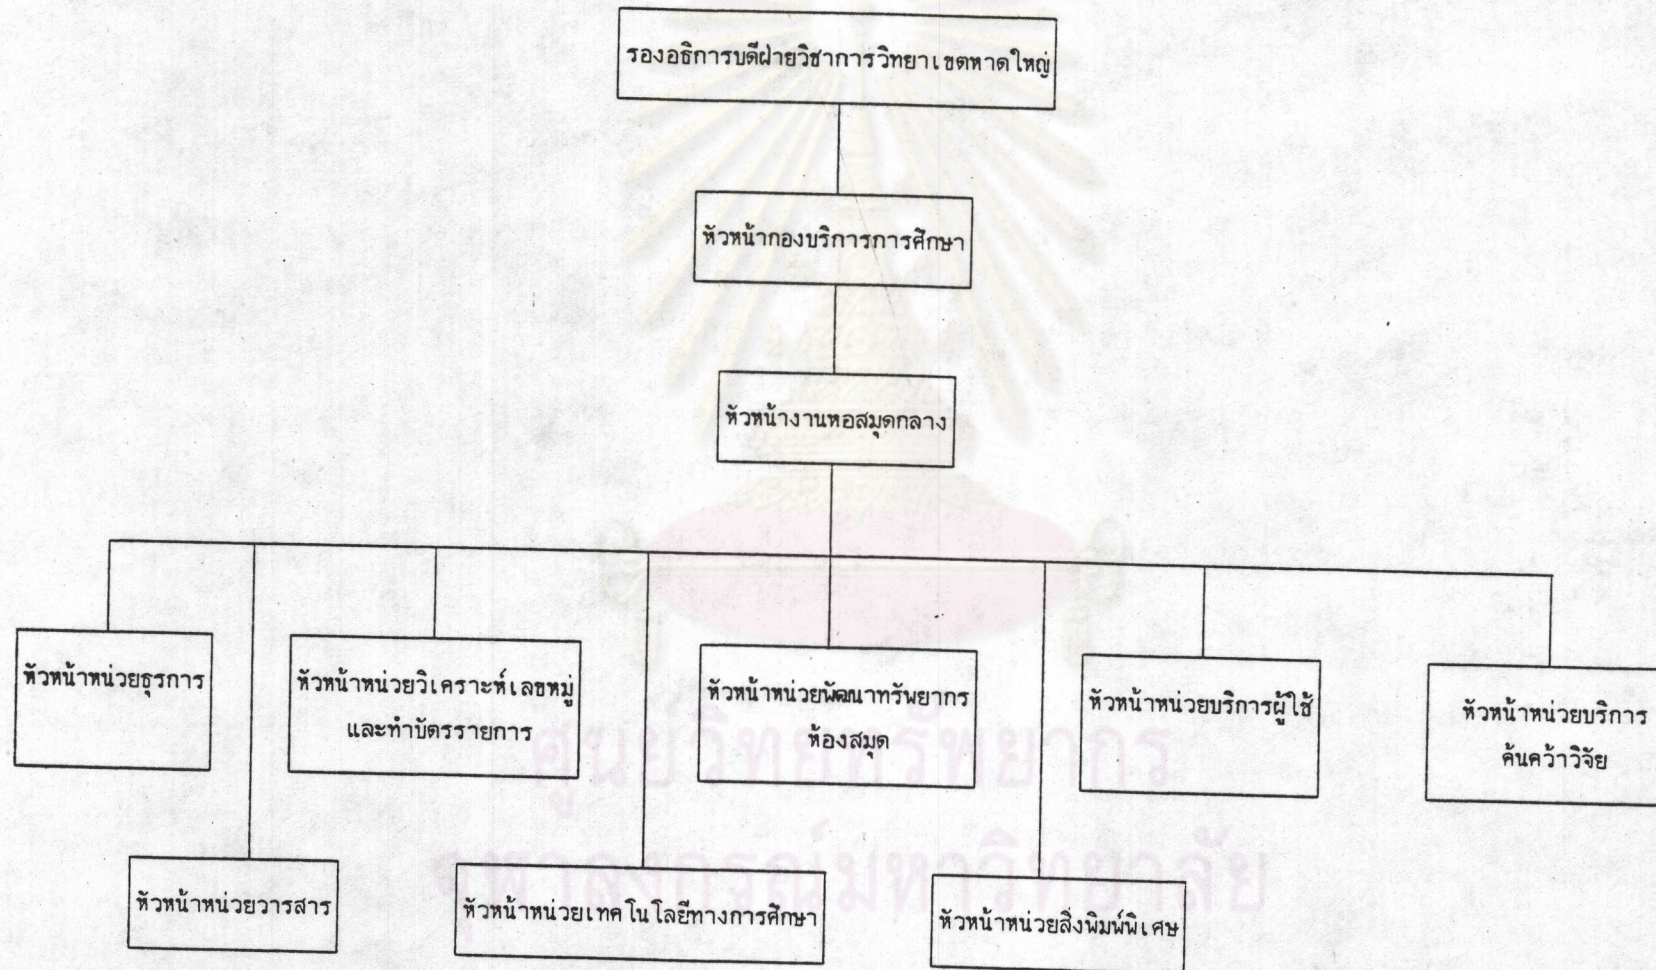 รองอธิการบดีฝ่ายวิชาการวิทยาเขตหาดใหญ่
หัวหน้ากองบริการการศึกษา
หัวหน้างานหอสมุดกลาง
หัวหน้าหน่วยธุรการ
หัวหน้าหน่วยวิเคราะห์เลขหมู่
และทำบัตรรายการ
หัวหน้าหน่วยพัฒนาทรัพยากร
ห้องสมุด
หัวหน้าหน่วยบริการผู้ใช้
หัวหน้าหน่วยบริการ
ค้นคว้าวิจัย
หัวหน้าหน่วยวารสาร
หัวหน้าหน่วยเทคโนโลยีทางการศึกษา
หัวหน้าหน่วยสิ่งพิมพ์พิเศษ
ศูนย์วิทยทรัพยากร
จุฬาลงกรณ์มหาวิทยาลัย